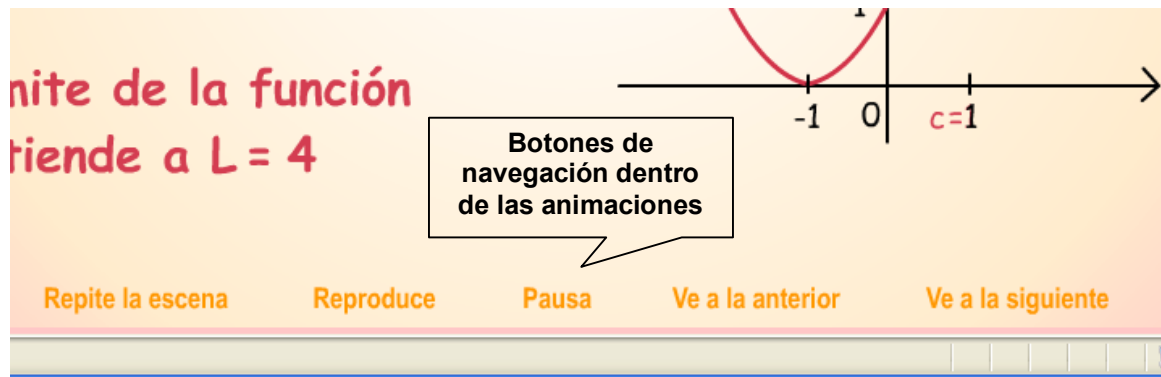 1
nite de la función
-1 0 c=1
tiende a L = 4
Botones de
navegación dentro
de las animaciones
Repite la escena Reproduce Pausa Ve a la anterior Ve a la siguiente